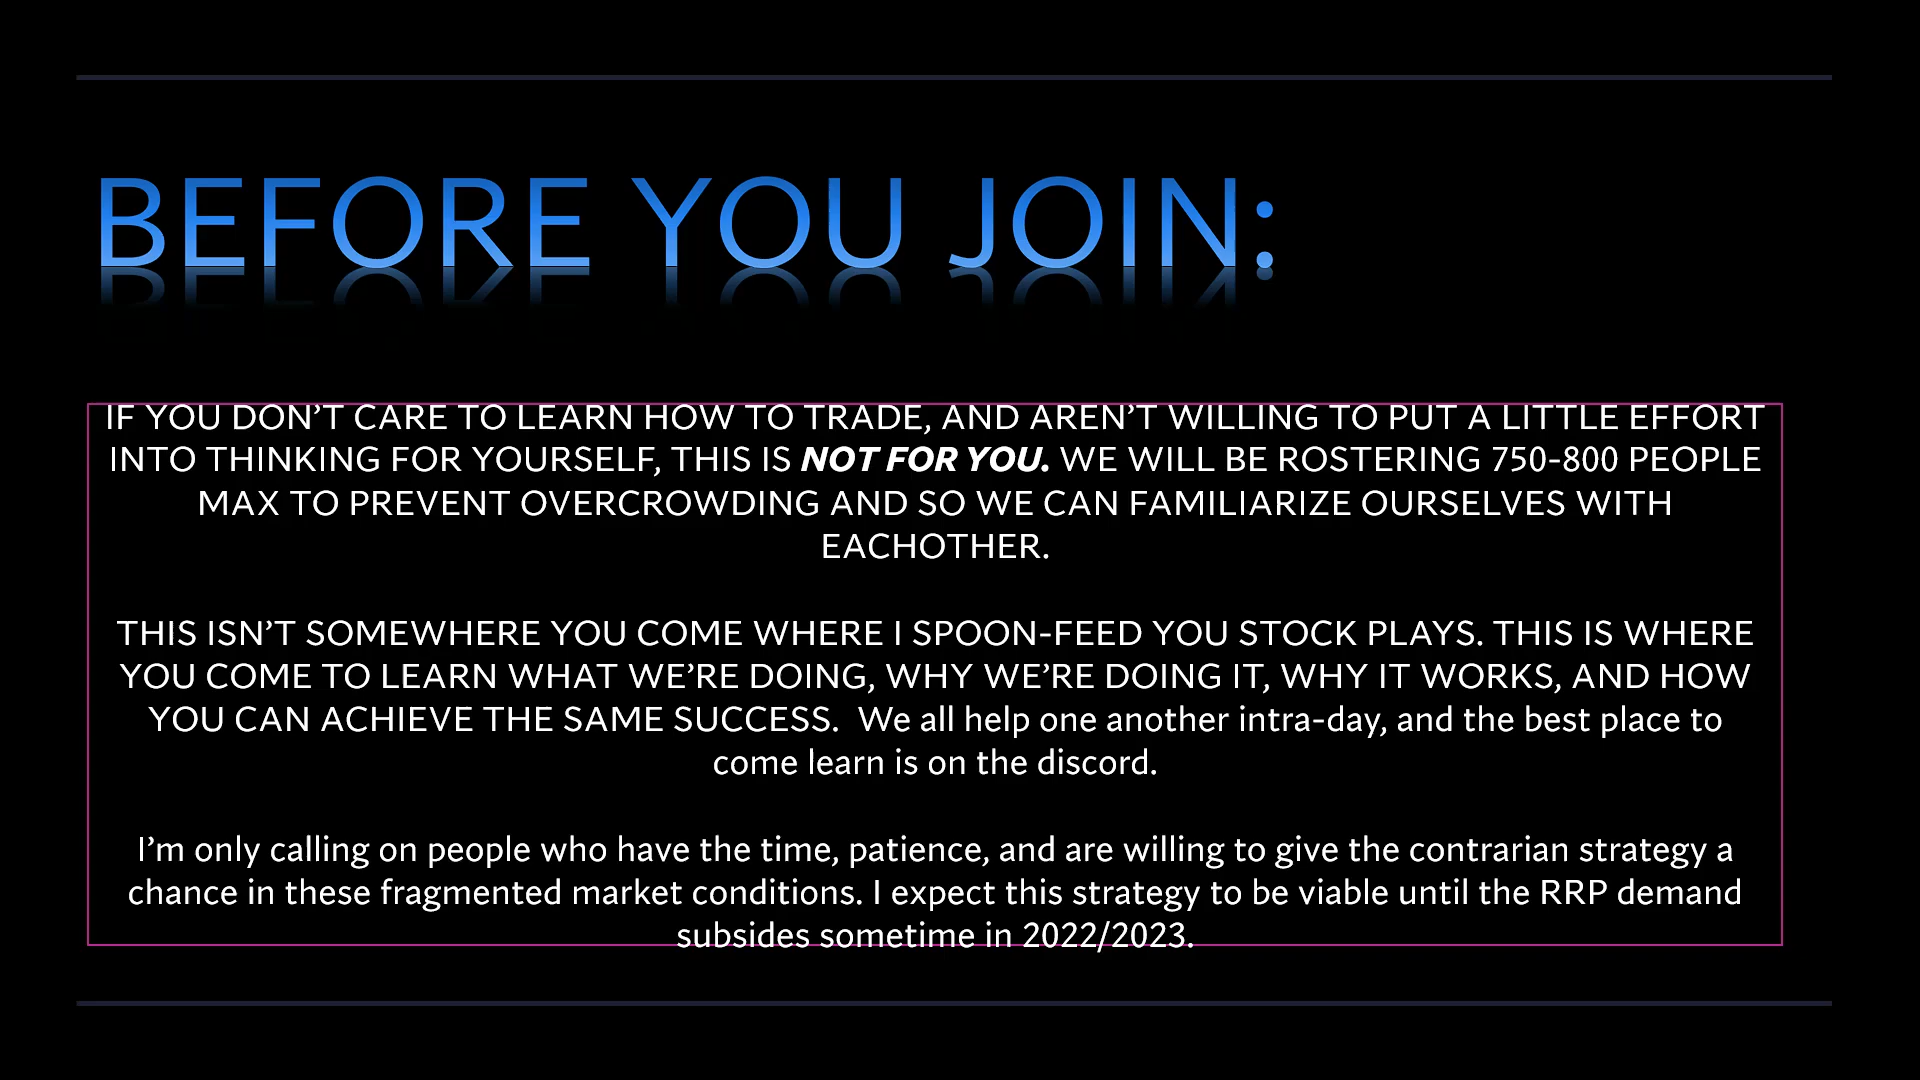 BEFORE YOU JOIN:
IF YOU DON’T CARE TO LEARN HOW TO TRADE, AND AREN’T WILLING TO PUT A LITTLE EFFORT
INTO THINKING FOR YOURSELF, THIS IS NOT FOR YOU. WE WILL BE ROSTERING 750-800 PEOPLE
MAX TO PREVENT OVERCROWDING AND SO WE CAN FAMILIARIZE OURSELVES WITH
EACHOTHER.
THIS ISN’T SOMEWHERE YOU COME WHERE I SPOON-FEED YOU STOCK PLAYS. THIS IS WHERE
YOU COME TO LEARN WHAT WE’RE DOING, WHY WE’RE DOING IT, WHY IT WORKS, AND HOW
YOU CAN ACHIEVE THE SAME SUCCESS.  We all help one another intra-day, and the best place to
come learn is on the discord.
I’m only calling on people who have the time, patience, and are willing to give the contrarian strategy a
chance in these fragmented market conditions. I expect this strategy to be viable until the RRP demand
subsides sometime in 2022/2023.